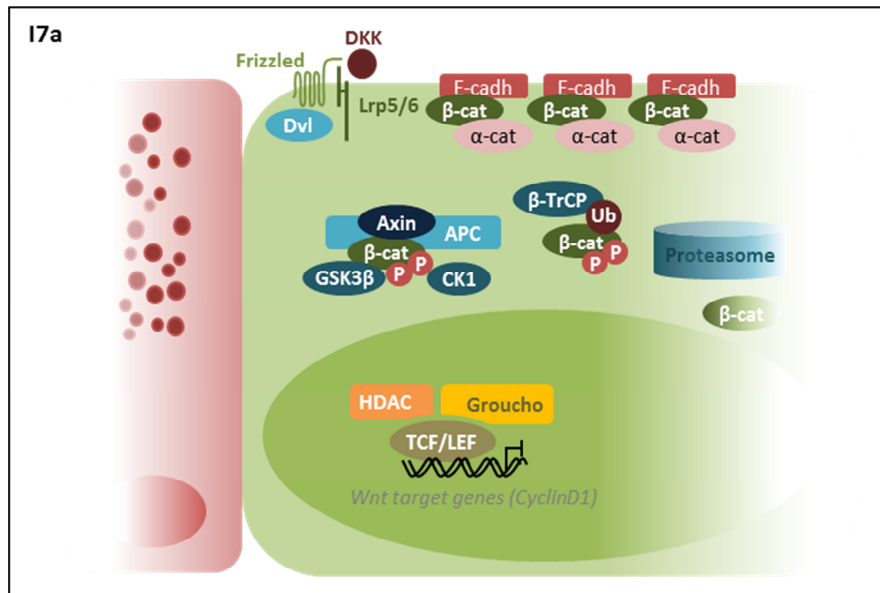 I7a
DKK
Frizzled
Lrp5/6
Dvl
E-cadh
E-cadh
E-cadh
β-cat
β-cat
β-cat
α-cat
α-cat
α-cat
β-TrCP
Ub
Axin
APC
β-cat
P
P
GSK3β
CK1
β-cat
P
P
Proteasome
β-cat
HDAC
Groucho
TCF/LEF
Wnt target genes (CyclinD1)